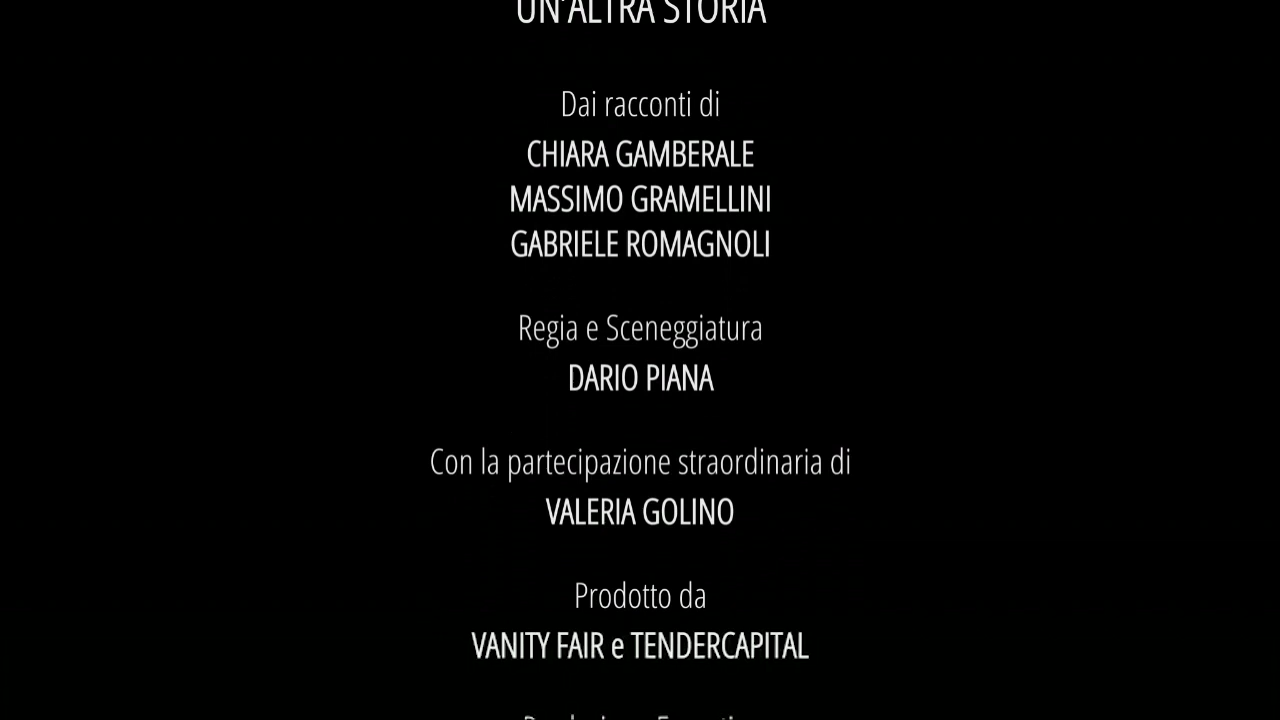 UN'ALTRA STORIA
Dai racconti di
CHIARA GAMBERALE
MASSIMO GRAMELLINI
GABRIELE ROMAGNOLI
Regia e Sceneggiatura
DARIO PIANA
Con la partecipazione straordinaria di
VALERIA GOLINO
Prodotto da
VANITY FAIR e TENDERCAPITAL